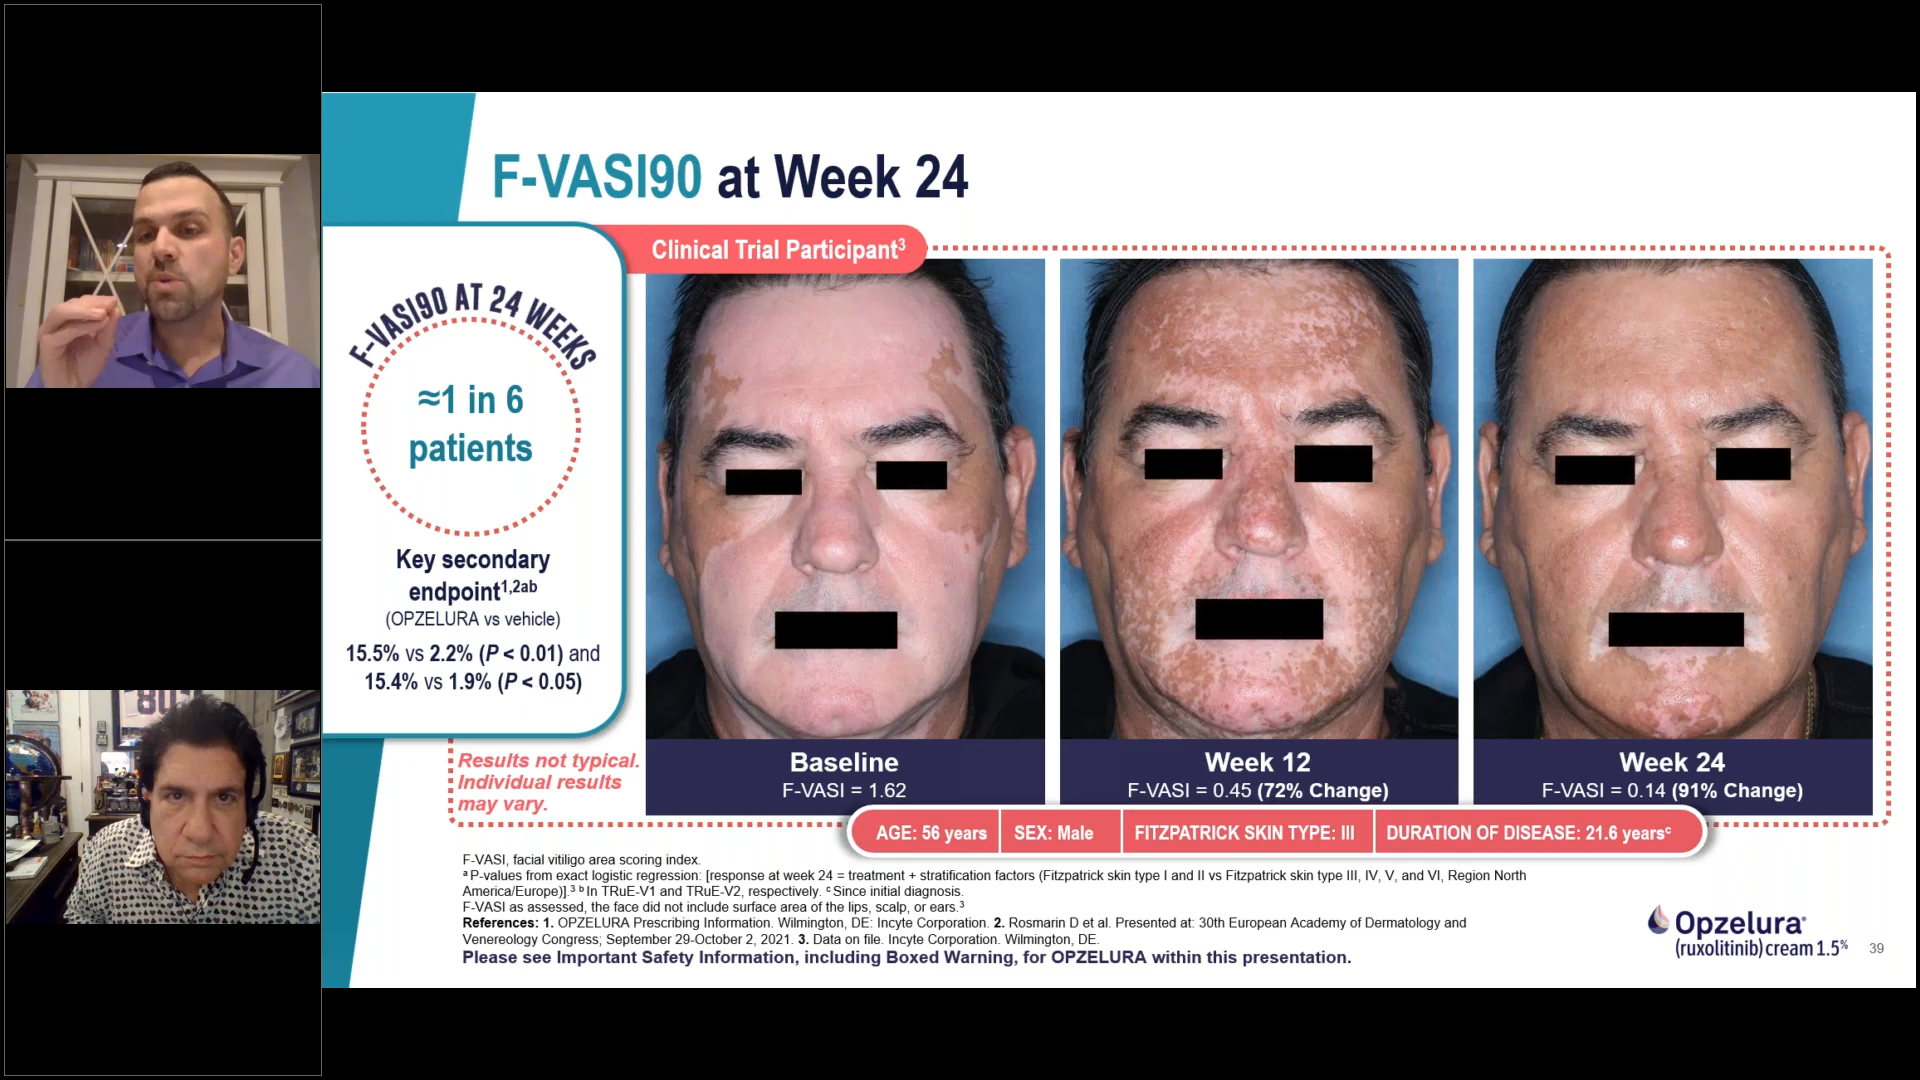 F-VASI90 at Week 24
Clinical Trial Participant³
F-VASI90 AT 24 WEEKS
≈1 in 6
patients
Key secondary
endpoint¹,²ᵃᵇ
(OPZELURA vs vehicle)
15.5% vs 2.2% (P < 0.01) and
15.4% vs 1.9% (P < 0.05)
Results not typical.
Individual results
may vary.
Baseline
F-VASI = 1.62
Week 12
F-VASI = 0.45 (72% Change)
Week 24
F-VASI = 0.14 (91% Change)
AGE: 56 years
SEX: Male
FITZPATRICK SKIN TYPE: III
DURATION OF DISEASE: 21.6 yearsᶜ
F-VASI, facial vitiligo area scoring index.
ᵃ P-values from exact logistic regression: [response at week 24 = treatment + stratification factors (Fitzpatrick skin type I and II vs Fitzpatrick skin type III, IV, V, and VI, Region North
America/Europe)].³ ᵇ In TRuE-V1 and TRuE-V2, respectively. ᶜ Since initial diagnosis.
F-VASI as assessed, the face did not include surface area of the lips, scalp, or ears.³
References: 1. OPZELURA Prescribing Information. Wilmington, DE: Incyte Corporation. 2. Rosmarin D et al. Presented at: 30th European Academy of Dermatology and
Venereology Congress; September 29-October 2, 2021. 3. Data on file. Incyte Corporation. Wilmington, DE.
Please see Important Safety Information, including Boxed Warning, for OPZELURA within this presentation.
Opzelura®
(ruxolitinib) cream 1.5%
39
80